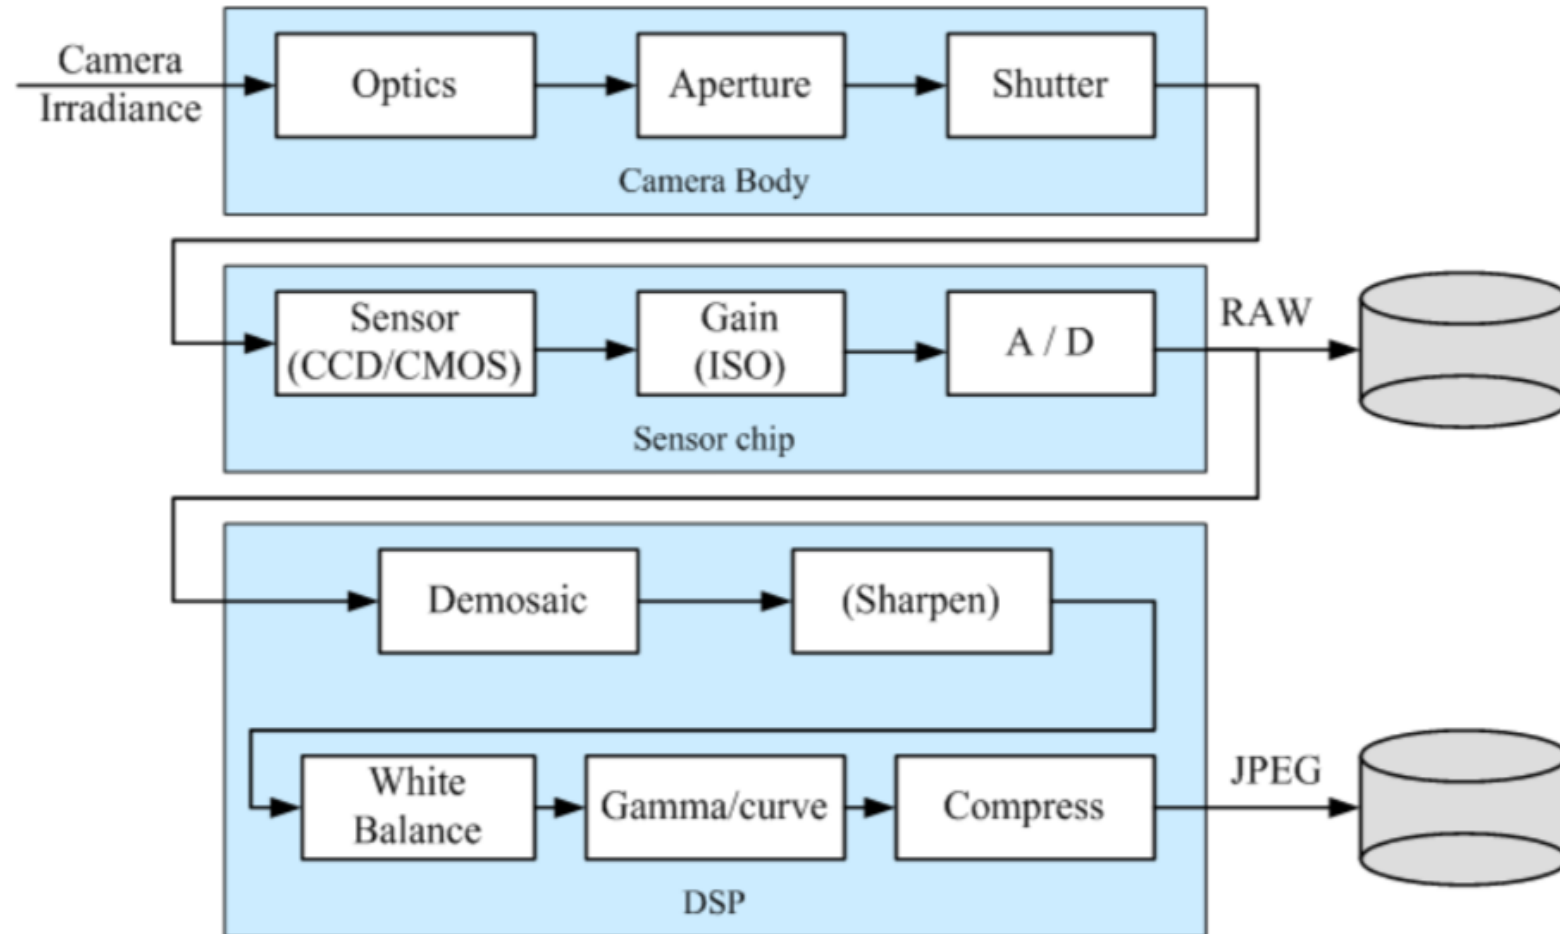 Camera
Irradiance
Optics
Aperture
Shutter
Camera Body
Sensor
(CCD/CMOS)
Gain
(ISO)
A / D
RAW
Sensor chip
Demosaic
(Sharpen)
White
Balance
Gamma/curve
Compress
JPEG
DSP